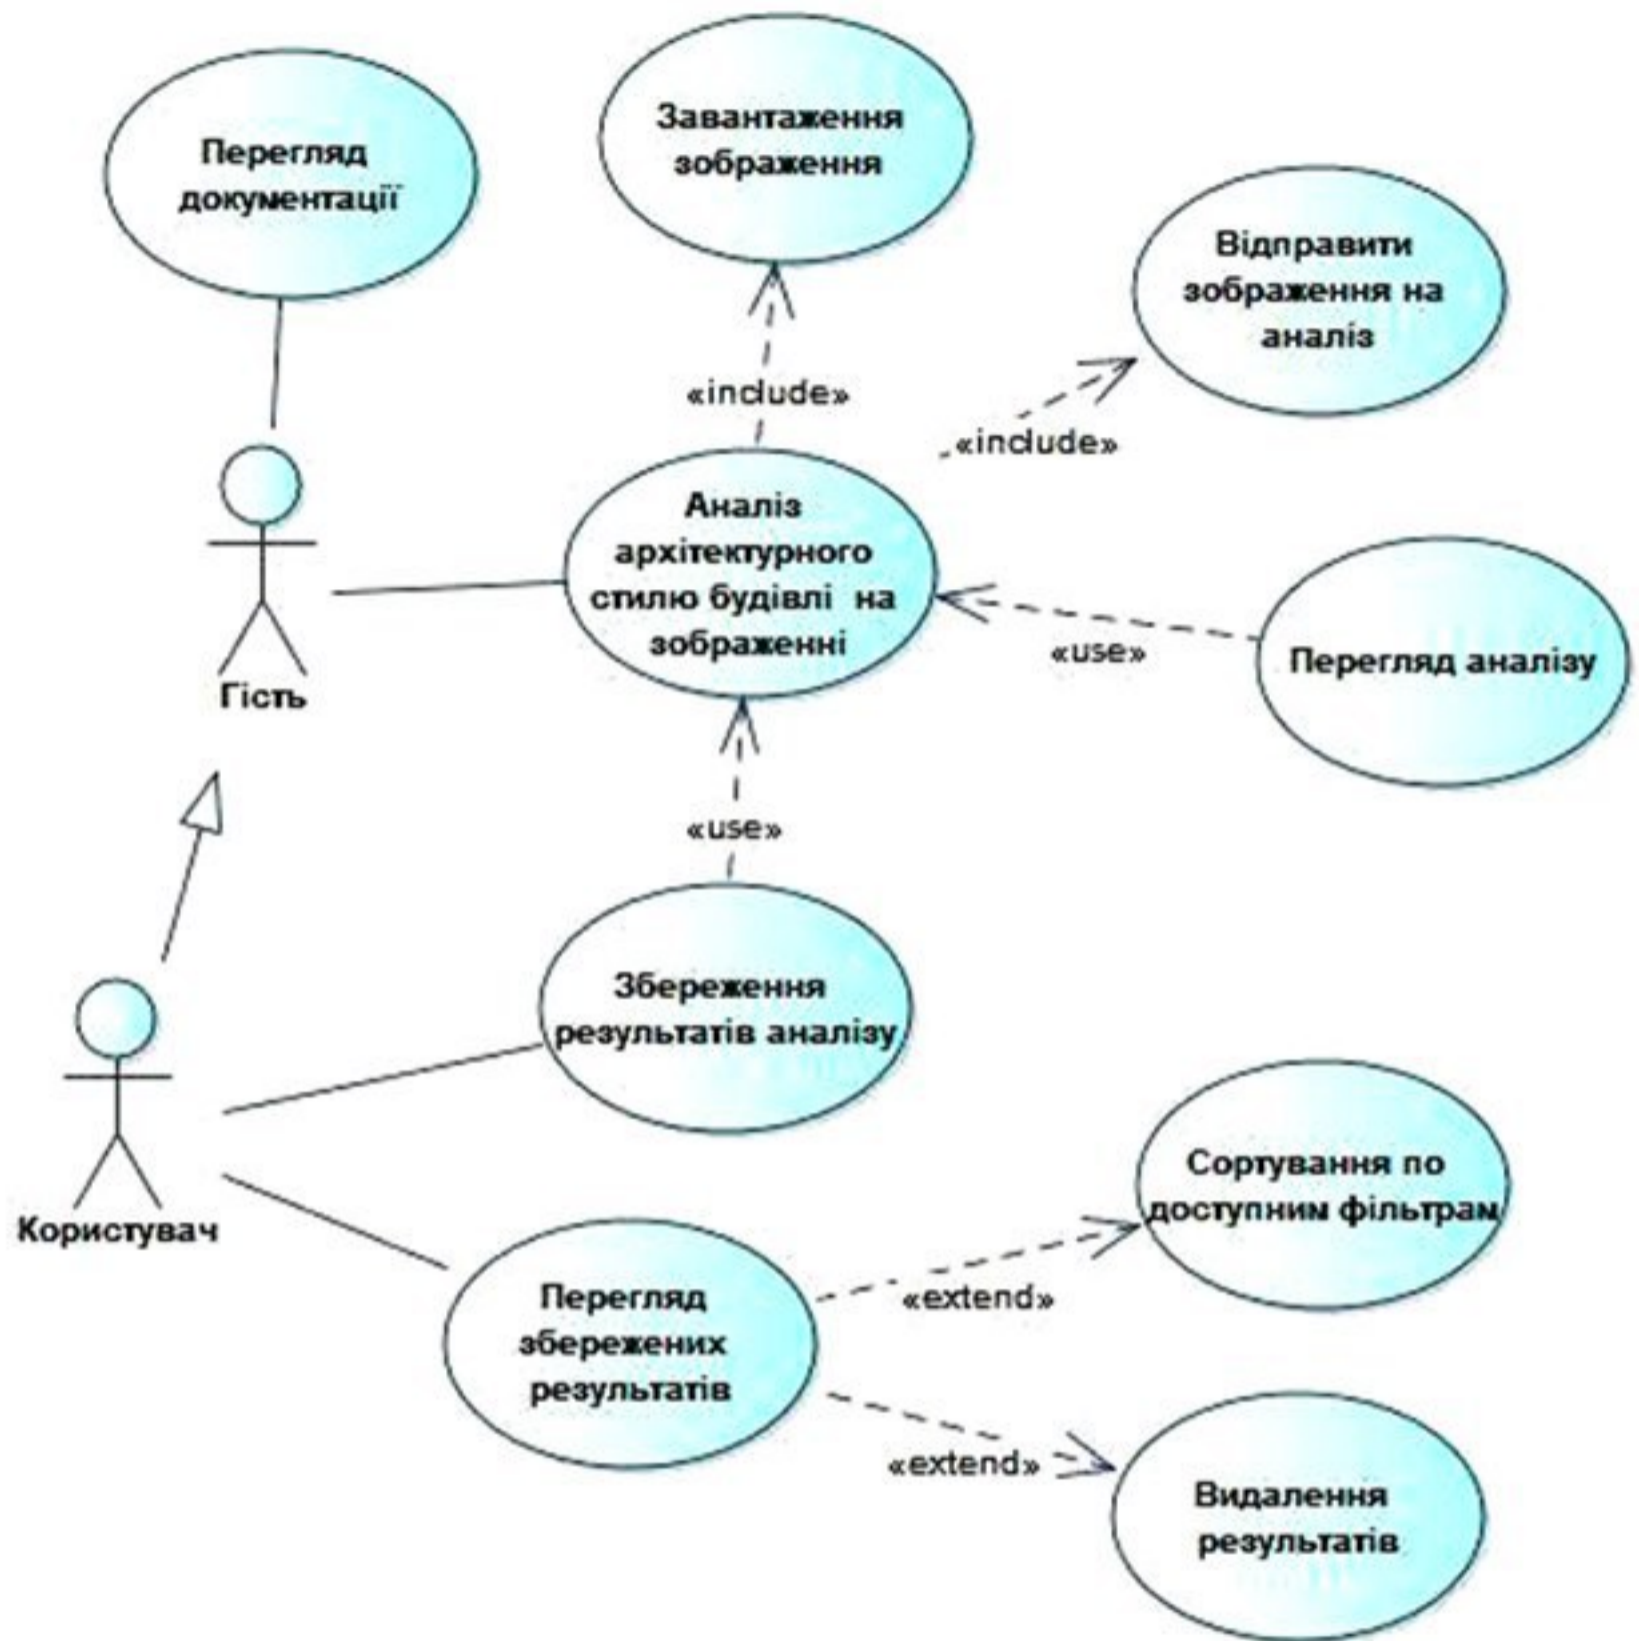 Перегляд
документації
Завантаження
зображення
Відправити
зображення на
аналіз
«include»
«include»
Аналіз
архітектурного
стилю будівлі на
зображенні
Гість
«use»
Перегляд аналізу
«use»
Збереження
результатів аналізу
Користувач
Сортування по
доступним фільтрам
«extend»
Перегляд
збережених
результатів
«extend»
Видалення
результатів